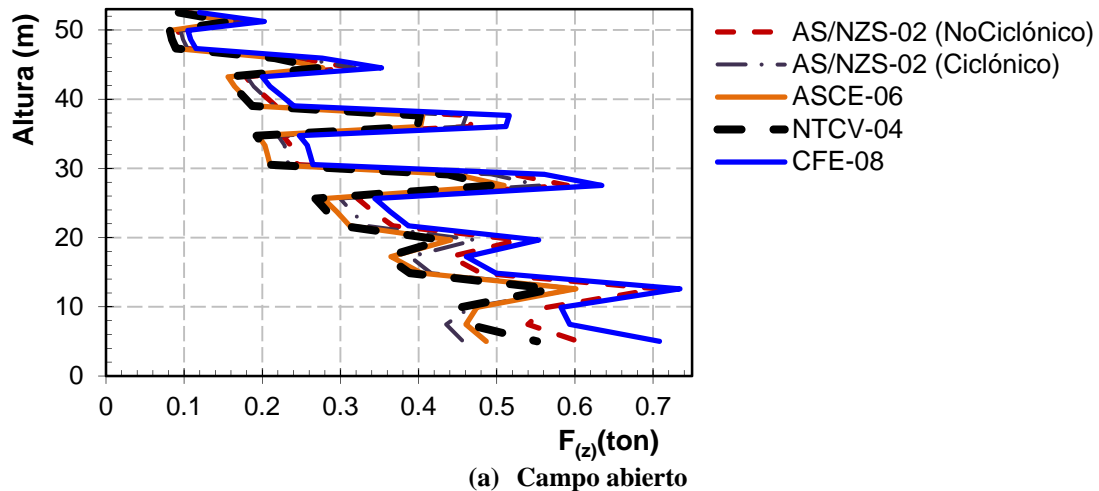 Altura (m)
50
40
30
20
10
0
0 0.1 0.2 0.3 0.4 0.5 0.6 0.7
F(z)(ton)
AS/NZS-02 (NoCiclónico)
AS/NZS-02 (Ciclónico)
ASCE-06
NTCV-04
CFE-08
(a) Campo abierto